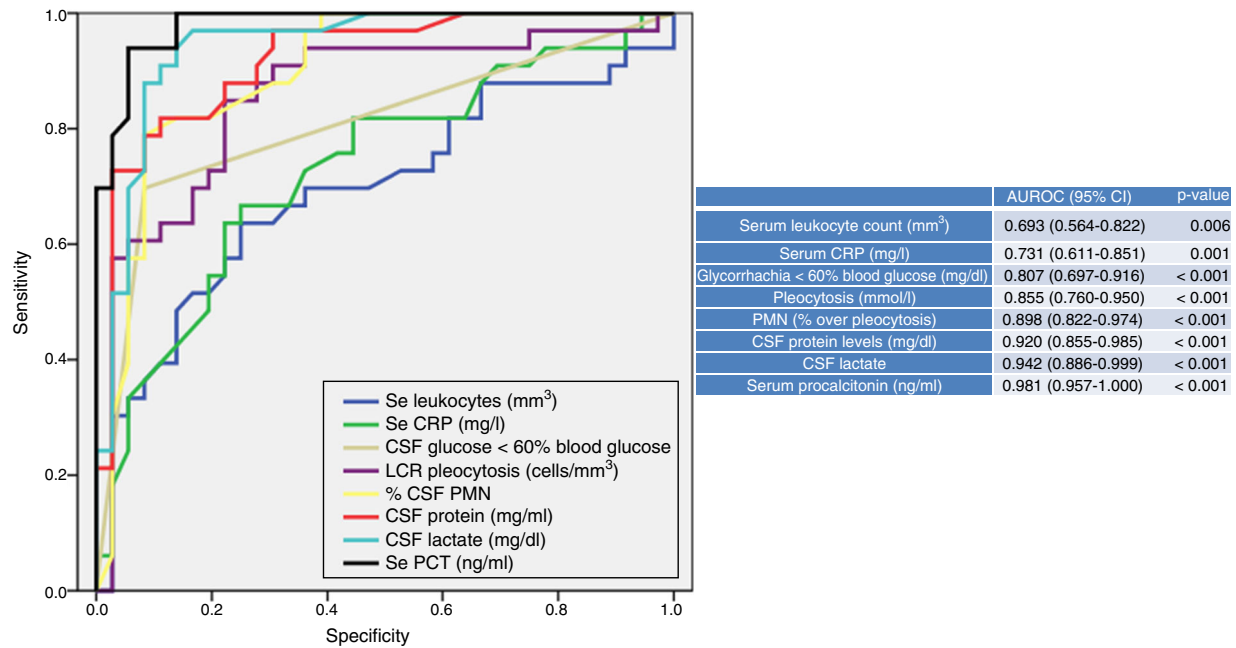 1.0
0.8
0.6
0.4
0.2
0.0
Sensitivity
0.0 0.2 0.4 0.6 0.8 1.0
Specificity
Se leukocytes (mm³)
Se CRP (mg/l)
CSF glucose < 60% blood glucose
LCR pleocytosis (cells/mm³)
% CSF PMN
CSF protein (mg/ml)
CSF lactate (mg/dl)
Se PCT (ng/ml)
AUROC (95% CI) p-value
Serum leukocyte count (mm³) 0.693 (0.564-0.822) 0.006
Serum CRP (mg/l) 0.731 (0.611-0.851) 0.001
Glycorrhachia < 60% blood glucose (mg/dl) 0.807 (0.697-0.916) < 0.001
Pleocytosis (mmol/l) 0.855 (0.760-0.950) < 0.001
PMN (% over pleocytosis) 0.898 (0.822-0.974) < 0.001
CSF protein levels (mg/dl) 0.920 (0.855-0.985) < 0.001
CSF lactate 0.942 (0.886-0.999) < 0.001
Serum procalcitonin (ng/ml) 0.981 (0.957-1.000) < 0.001